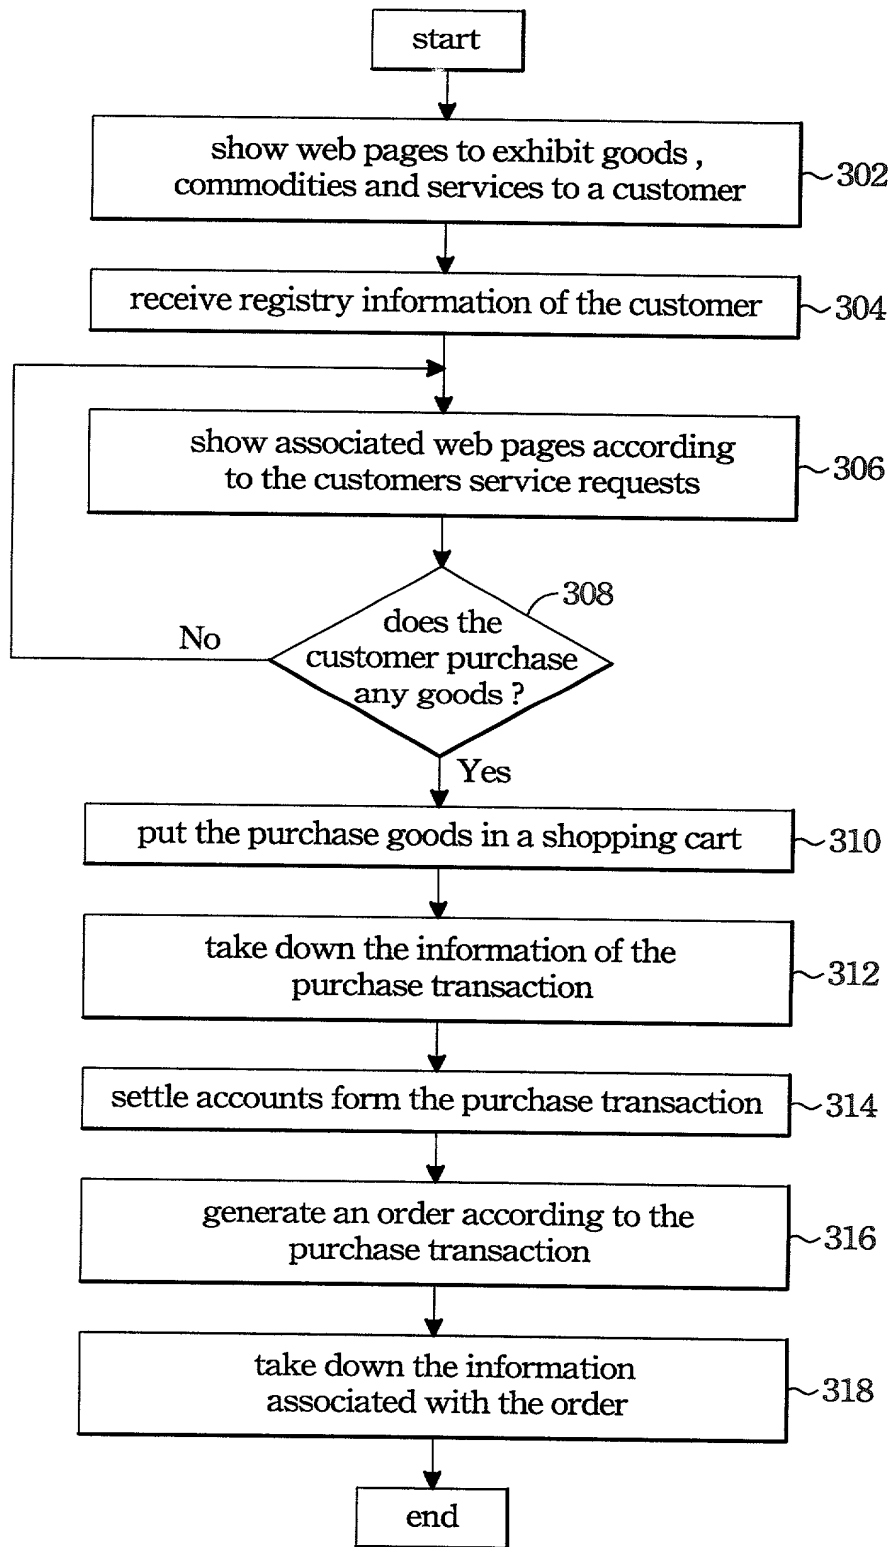 start
show web pages to exhibit goods ,
commodities and services to a customer
302
receive registry information of the customer
304
show associated web pages according
to the customers service requests
306
308
does the
customer purchase
any goods ?
No
Yes
put the purchase goods in a shopping cart
310
take down the information of the
purchase transaction
312
settle accounts form the purchase transaction
314
generate an order according to the
purchase transaction
316
take down the information
associated with the order
318
end